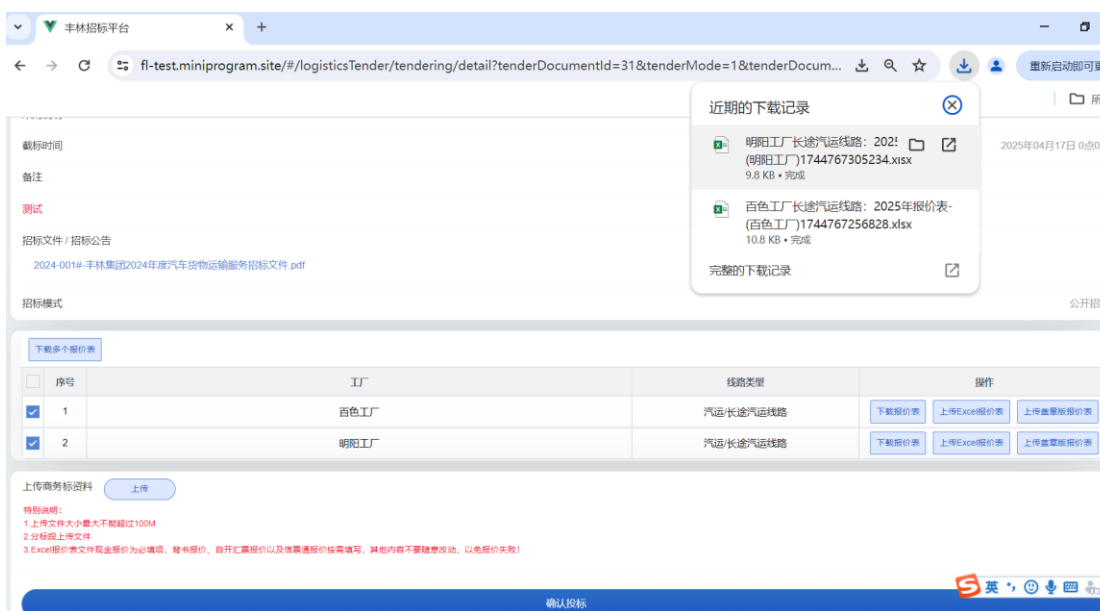 丰林招标平台
fl-test.miniprogram.site/#/logisticsTender/tendering/detail?tenderDocumentId=31&tenderMode=1&tenderDocum...
重新启动即可更
近期的下载记录
所
明阳工厂长途汽运线路：202
(明阳工厂)1744767305234.xlsx
9.8 KB • 完成
百色工厂长途汽运线路：2025年报价表-
(百色工厂)1744767256828.xlsx
10.8 KB • 完成
完整的下载记录
截标时间
2025年04月17日 0点0
备注
测试
招标文件 / 招标公告
2024-001#-丰林集团2024年度汽车货物运输服务招标文件.pdf
招标模式
公开招
下载多个报价表
序号 工厂 线路类型 操作
1 百色工厂 汽运/长途汽运线路 下载报价表 上传Excel报价表 上传盖章版报价表
2 明阳工厂 汽运/长途汽运线路 下载报价表 上传Excel报价表 上传盖章版报价表
上传商务标资料 上传
特别说明：
1.上传文件大小最大不能超过100M
2.分标段上传文件
3.Excel报价表文件现金报价为必填项，背书报价、自开汇票报价以及信票通报价按需填写，其他内容不要随意改动，以免报价失败！
英
确认投标